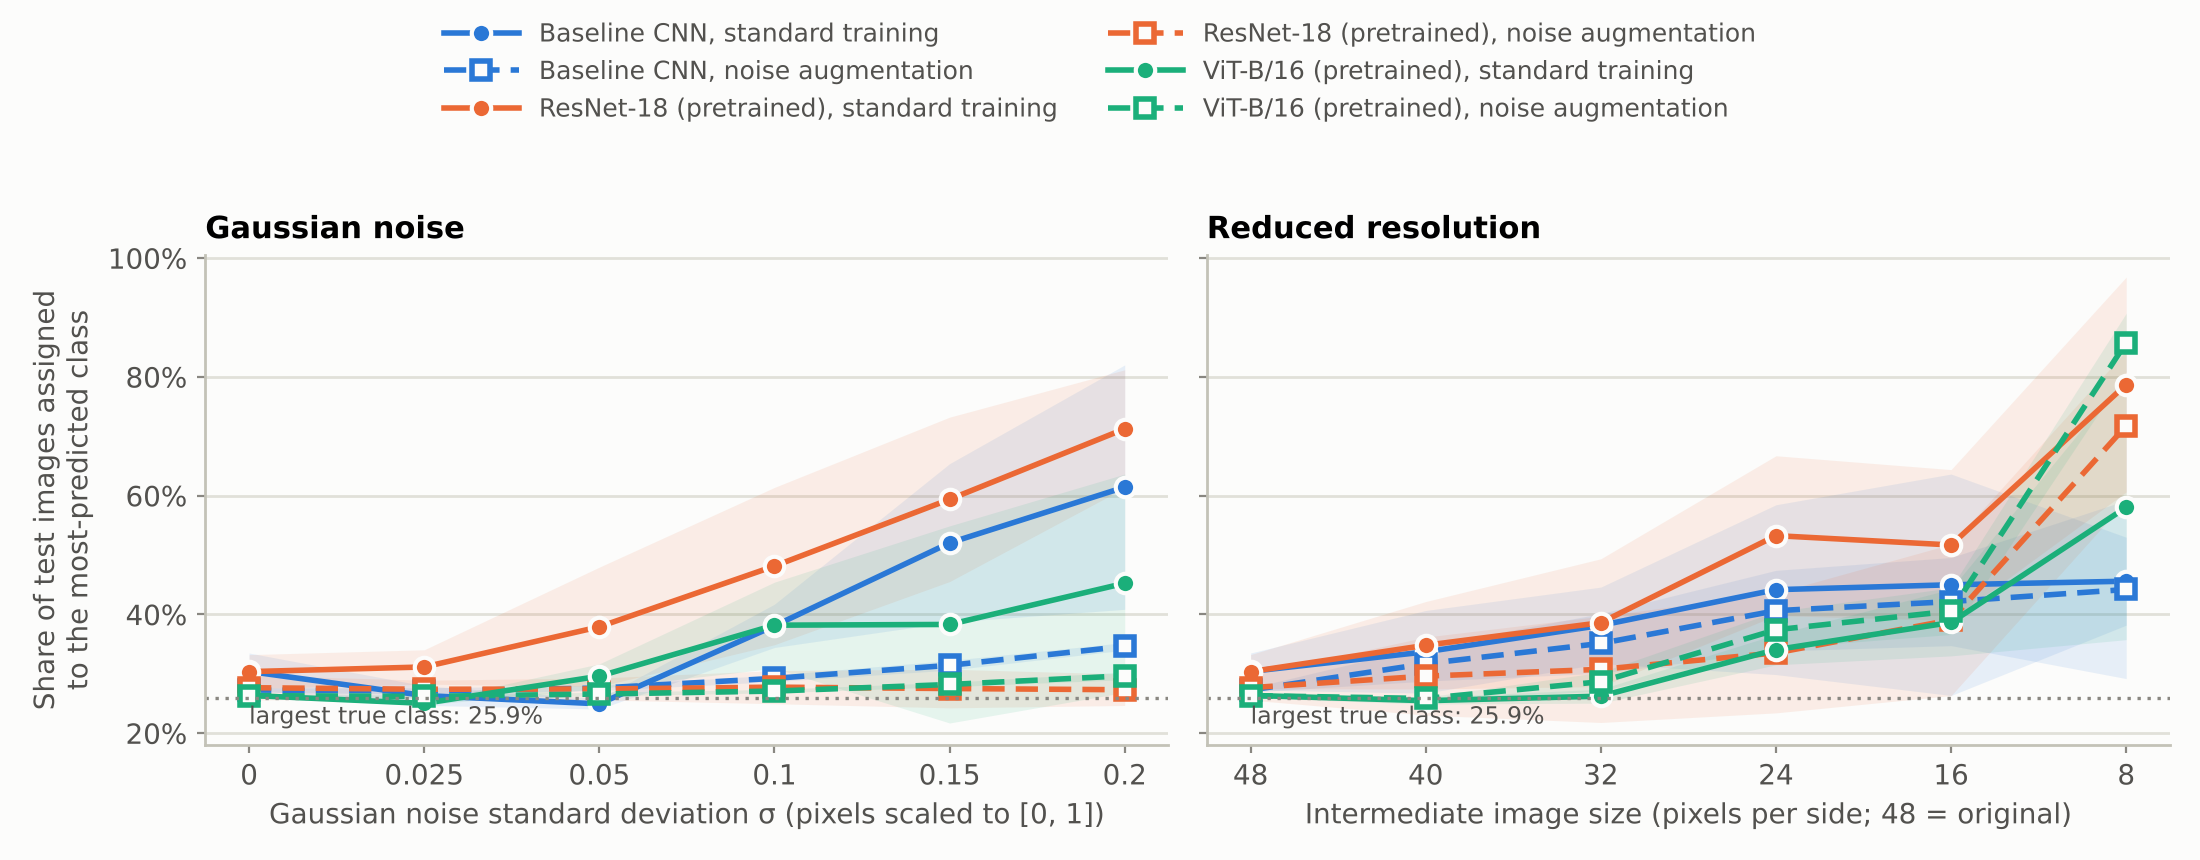 Baseline CNN, standard training
Baseline CNN, noise augmentation
ResNet-18 (pretrained), standard training
ResNet-18 (pretrained), noise augmentation
ViT-B/16 (pretrained), standard training
ViT-B/16 (pretrained), noise augmentation
Gaussian noise
Share of test images assigned
to the most-predicted class
100%
80%
60%
40%
20%
largest true class: 25.9%
0 0.025 0.05 0.1 0.15 0.2
Gaussian noise standard deviation σ (pixels scaled to [0, 1])
Reduced resolution
largest true class: 25.9%
48 40 32 24 16 8
Intermediate image size (pixels per side; 48 = original)